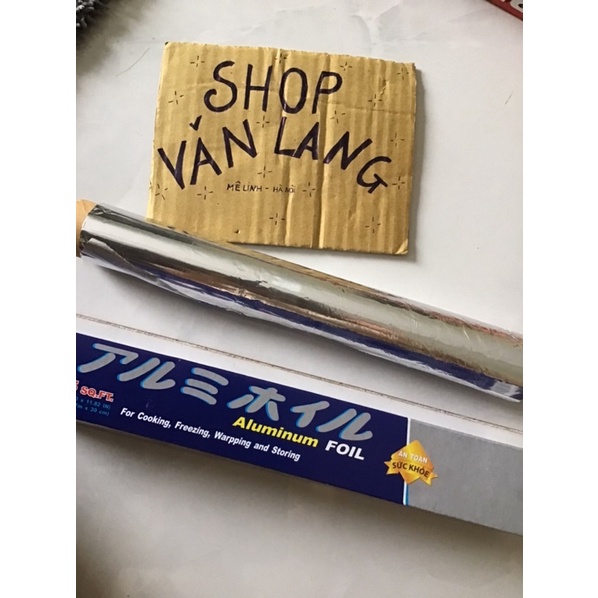 SHOP
VĂN LANG
MÊ LINH - HÀ NỘI
アルミホイル
SQ.FT.
Aluminum FOIL
For Cooking, Freezing, Warpping and Storing
AN TOÀN
SỨC KHỎE